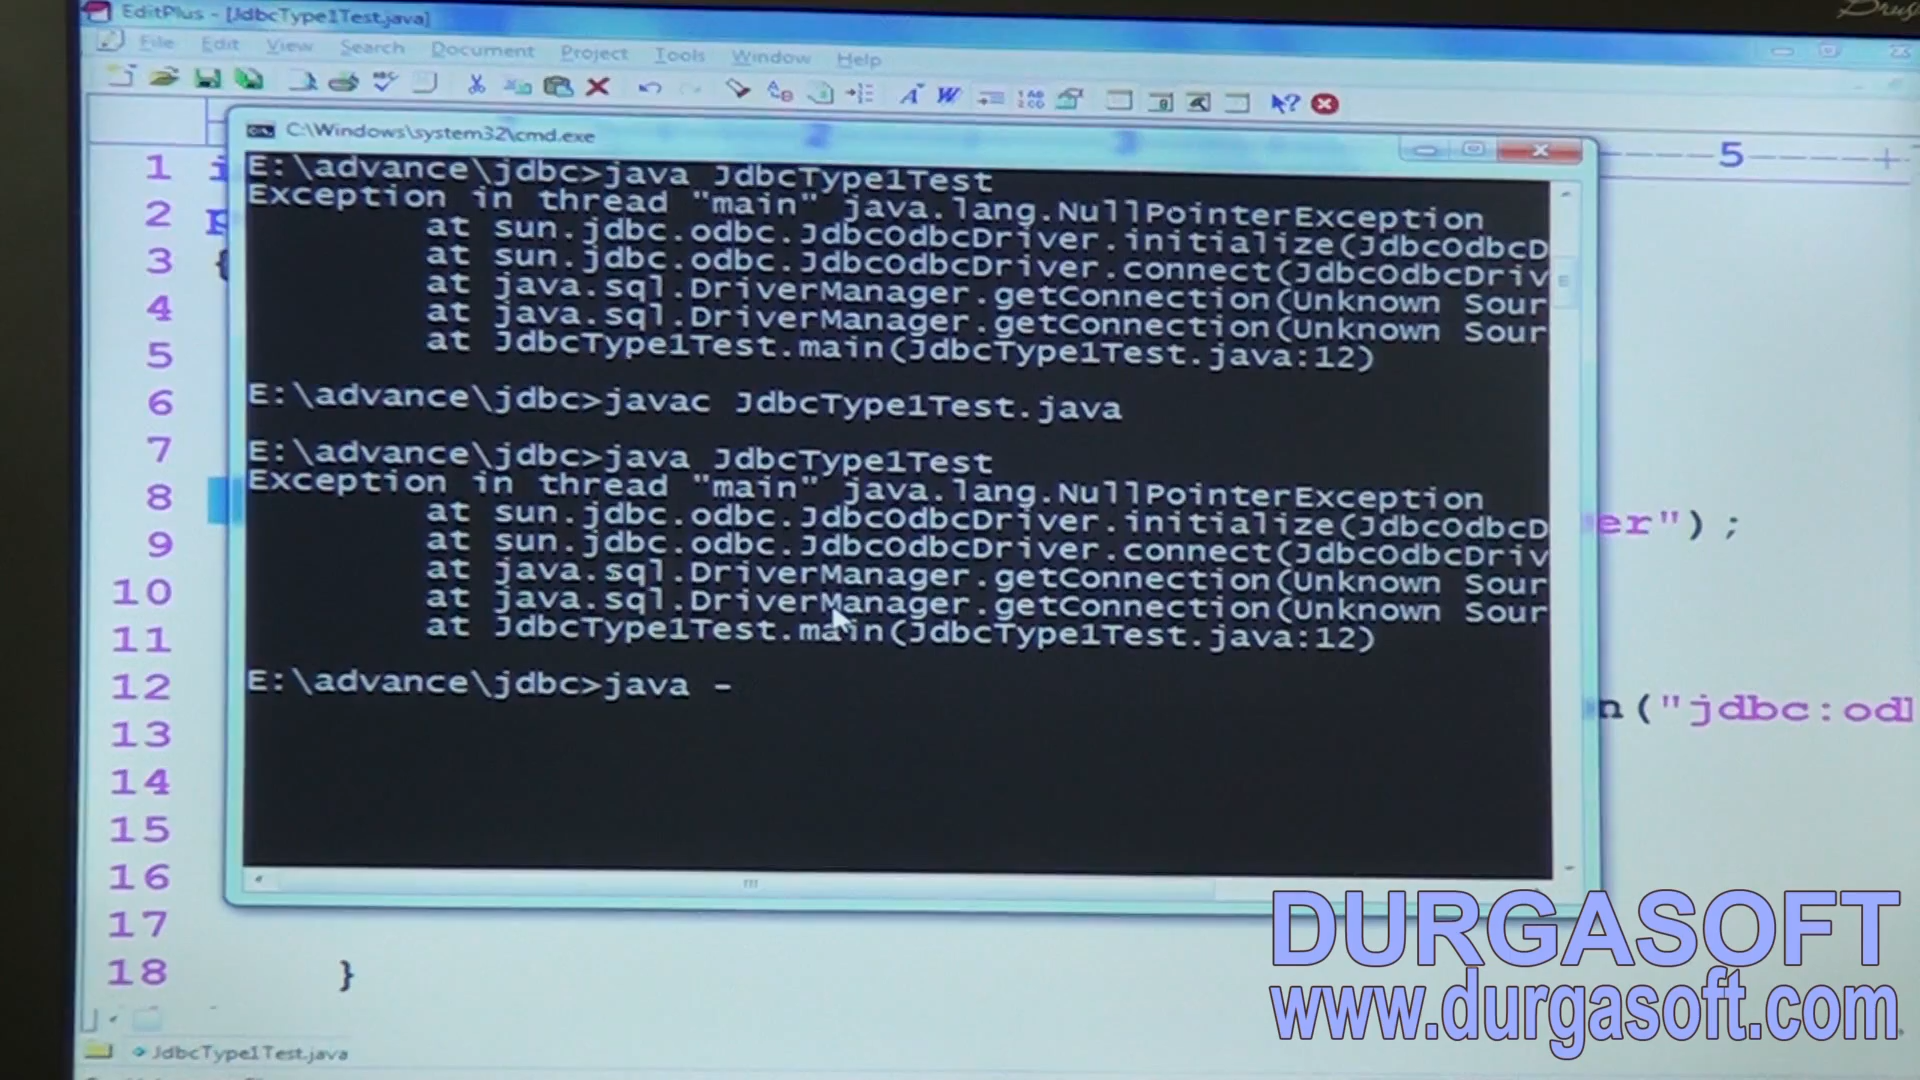 EditPlus - [JdbcType1Test.java]
File Edit View Search Document Project Tools Window Help
C:\Windows\system32\cmd.exe
2 3 5
E:\advance\jdbc>java JdbcType1Test
Exception in thread "main" java.lang.NullPointerException
at sun.jdbc.odbc.JdbcOdbcDriver.initialize(JdbcOdbcD
at sun.jdbc.odbc.JdbcOdbcDriver.connect(JdbcOdbcDriv
at java.sql.DriverManager.getConnection(Unknown Sour
at java.sql.DriverManager.getConnection(Unknown Sour
at JdbcType1Test.main(JdbcType1Test.java:12)
E:\advance\jdbc>javac JdbcType1Test.java
E:\advance\jdbc>java JdbcType1Test
Exception in thread "main" java.lang.NullPointerException
at sun.jdbc.odbc.JdbcOdbcDriver.initialize(JdbcOdbcD
at sun.jdbc.odbc.JdbcOdbcDriver.connect(JdbcOdbcDriv
at java.sql.DriverManager.getConnection(Unknown Sour
at java.sql.DriverManager.getConnection(Unknown Sour
at JdbcType1Test.main(JdbcType1Test.java:12)
E:\advance\jdbc>java -
1 i
2 p
3 {
4
5
6
7
8 er");
9
10
11
12 n("jdbc:od
13
14
15
16
17
18 }
JdbcType1Test.java
DURGASOFT
www.durgasoft.com